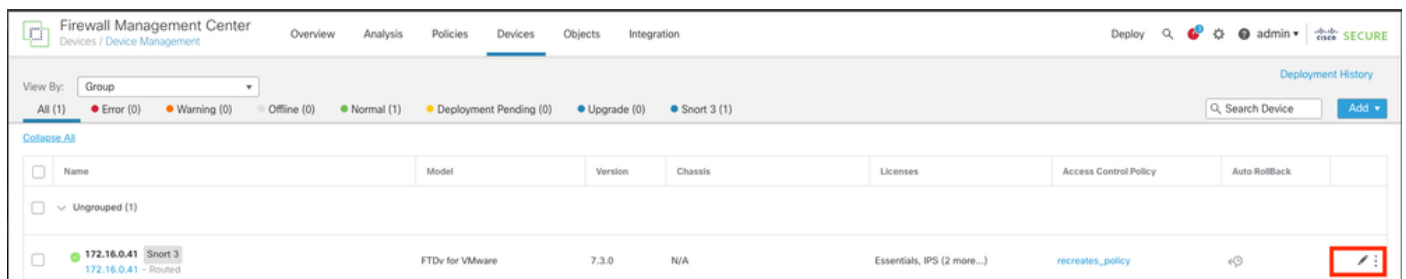 Firewall Management Center
Devices / Device Management
Overview Analysis Policies Devices Objects Integration
Deploy admin cisco SECURE
Deployment History
View By: Group
All (1) Error (0) Warning (0) Offline (0) Normal (1) Deployment Pending (0) Upgrade (0) Snort 3 (1)
Search Device Add
Collapse All
Name Model Version Chassis Licenses Access Control Policy Auto RollBack
Ungrouped (1)
172.16.0.41 Snort 3
172.16.0.41 - Routed
FTDv for VMware 7.3.0 N/A Essentials, IPS (2 more...) recreates_policy